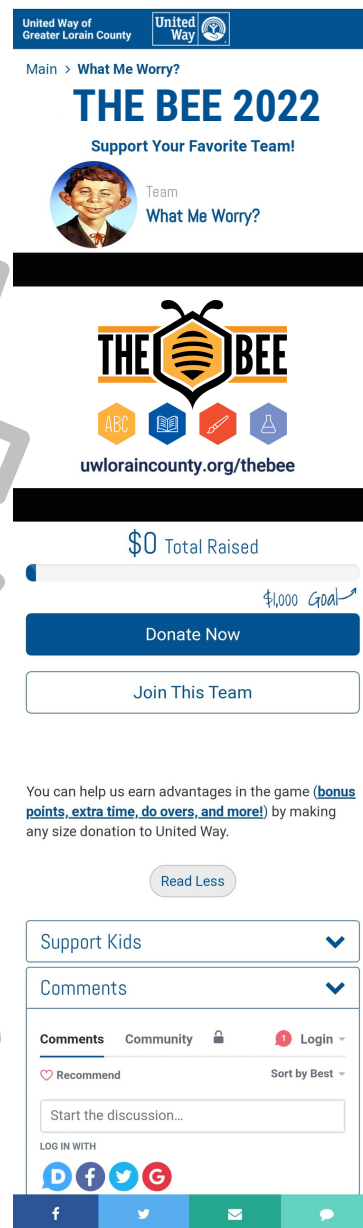 United Way of
Greater Lorain County
United
Way
Main > What Me Worry?
THE BEE 2022
Support Your Favorite Team!
Team
What Me Worry?
THE BEE
ABC
uwloraincounty.org/thebee
$0 Total Raised
$1,000 Goal
Donate Now
Join This Team
You can help us earn advantages in the game (bonus
points, extra time, do overs, and more!) by making
any size donation to United Way.
Read Less
Support Kids
Comments
Comments Community 1 Login
Recommend Sort by Best
Start the discussion...
LOG IN WITH
D f G
f